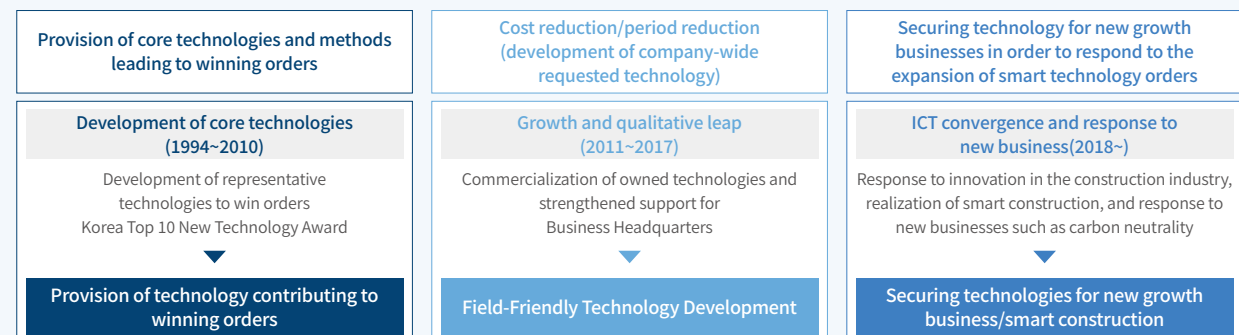 Provision of core technologies and methods
leading to winning orders
Cost reduction/period reduction
(development of company-wide
requested technology)
Securing technology for new growth
businesses in order to respond to the
expansion of smart technology orders
Development of core technologies
(1994~2010)
Development of representative
technologies to win orders
Korea Top 10 New Technology Award
Provision of technology contributing to
winning orders
Growth and qualitative leap
(2011~2017)
Commercialization of owned technologies and
strengthened support for
Business Headquarters
Field-Friendly Technology Development
ICT convergence and response to
new business(2018~)
Response to innovation in the construction industry,
realization of smart construction, and response to
new businesses such as carbon neutrality
Securing technologies for new growth
business/smart construction